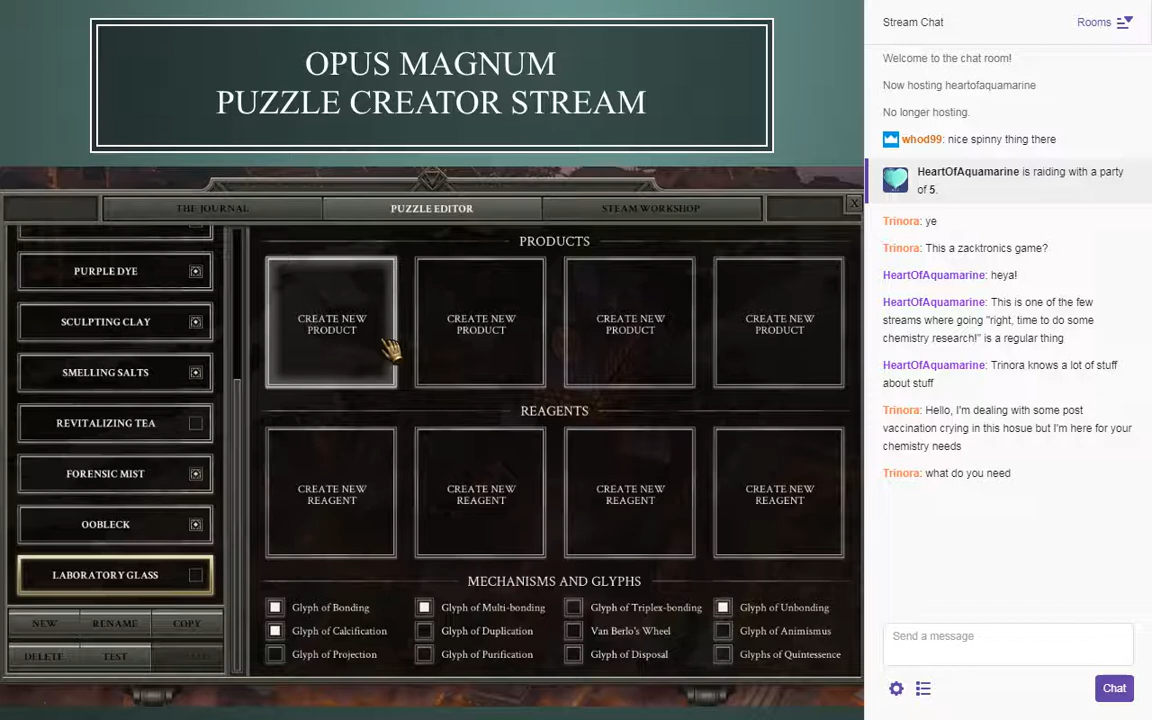 OPUS MAGNUM
PUZZLE CREATOR STREAM
THE JOURNAL
PUZZLE EDITOR
STEAM WORKSHOP
X
PURPLE DYE
SCULPTING CLAY
SMELLING SALTS
REVITALIZING TEA
FORENSIC MIST
OOBLECK
LABORATORY GLASS
NEW
RENAME
COPY
DELETE
TEST
PRODUCTS
CREATE NEW
PRODUCT
CREATE NEW
PRODUCT
CREATE NEW
PRODUCT
CREATE NEW
PRODUCT
REAGENTS
CREATE NEW
REAGENT
CREATE NEW
REAGENT
CREATE NEW
REAGENT
CREATE NEW
REAGENT
MECHANISMS AND GLYPHS
Glyph of Bonding
Glyph of Multi-bonding
Glyph of Triplex-bonding
Glyph of Unbonding
Glyph of Calcification
Glyph of Duplication
Van Berlo's Wheel
Glyph of Animismus
Glyph of Projection
Glyph of Purification
Glyph of Disposal
Glyphs of Quintessence
Stream Chat
Rooms
Welcome to the chat room!
Now hosting heartofaquamarine
No longer hosting.
whod99: nice spinny thing there
HeartOfAquamarine is raiding with a party
of 5.
Trinora: ye
Trinora: This a zacktronics game?
HeartOfAquamarine: heya!
HeartOfAquamarine: This is one of the few
streams where going "right, time to do some
chemistry research!" is a regular thing
HeartOfAquamarine: Trinora knows a lot of stuff
about stuff
Trinora: Hello, I'm dealing with some post
vaccination crying in this hosue but I'm here for your
chemistry needs
Trinora: what do you need
Send a message
Chat